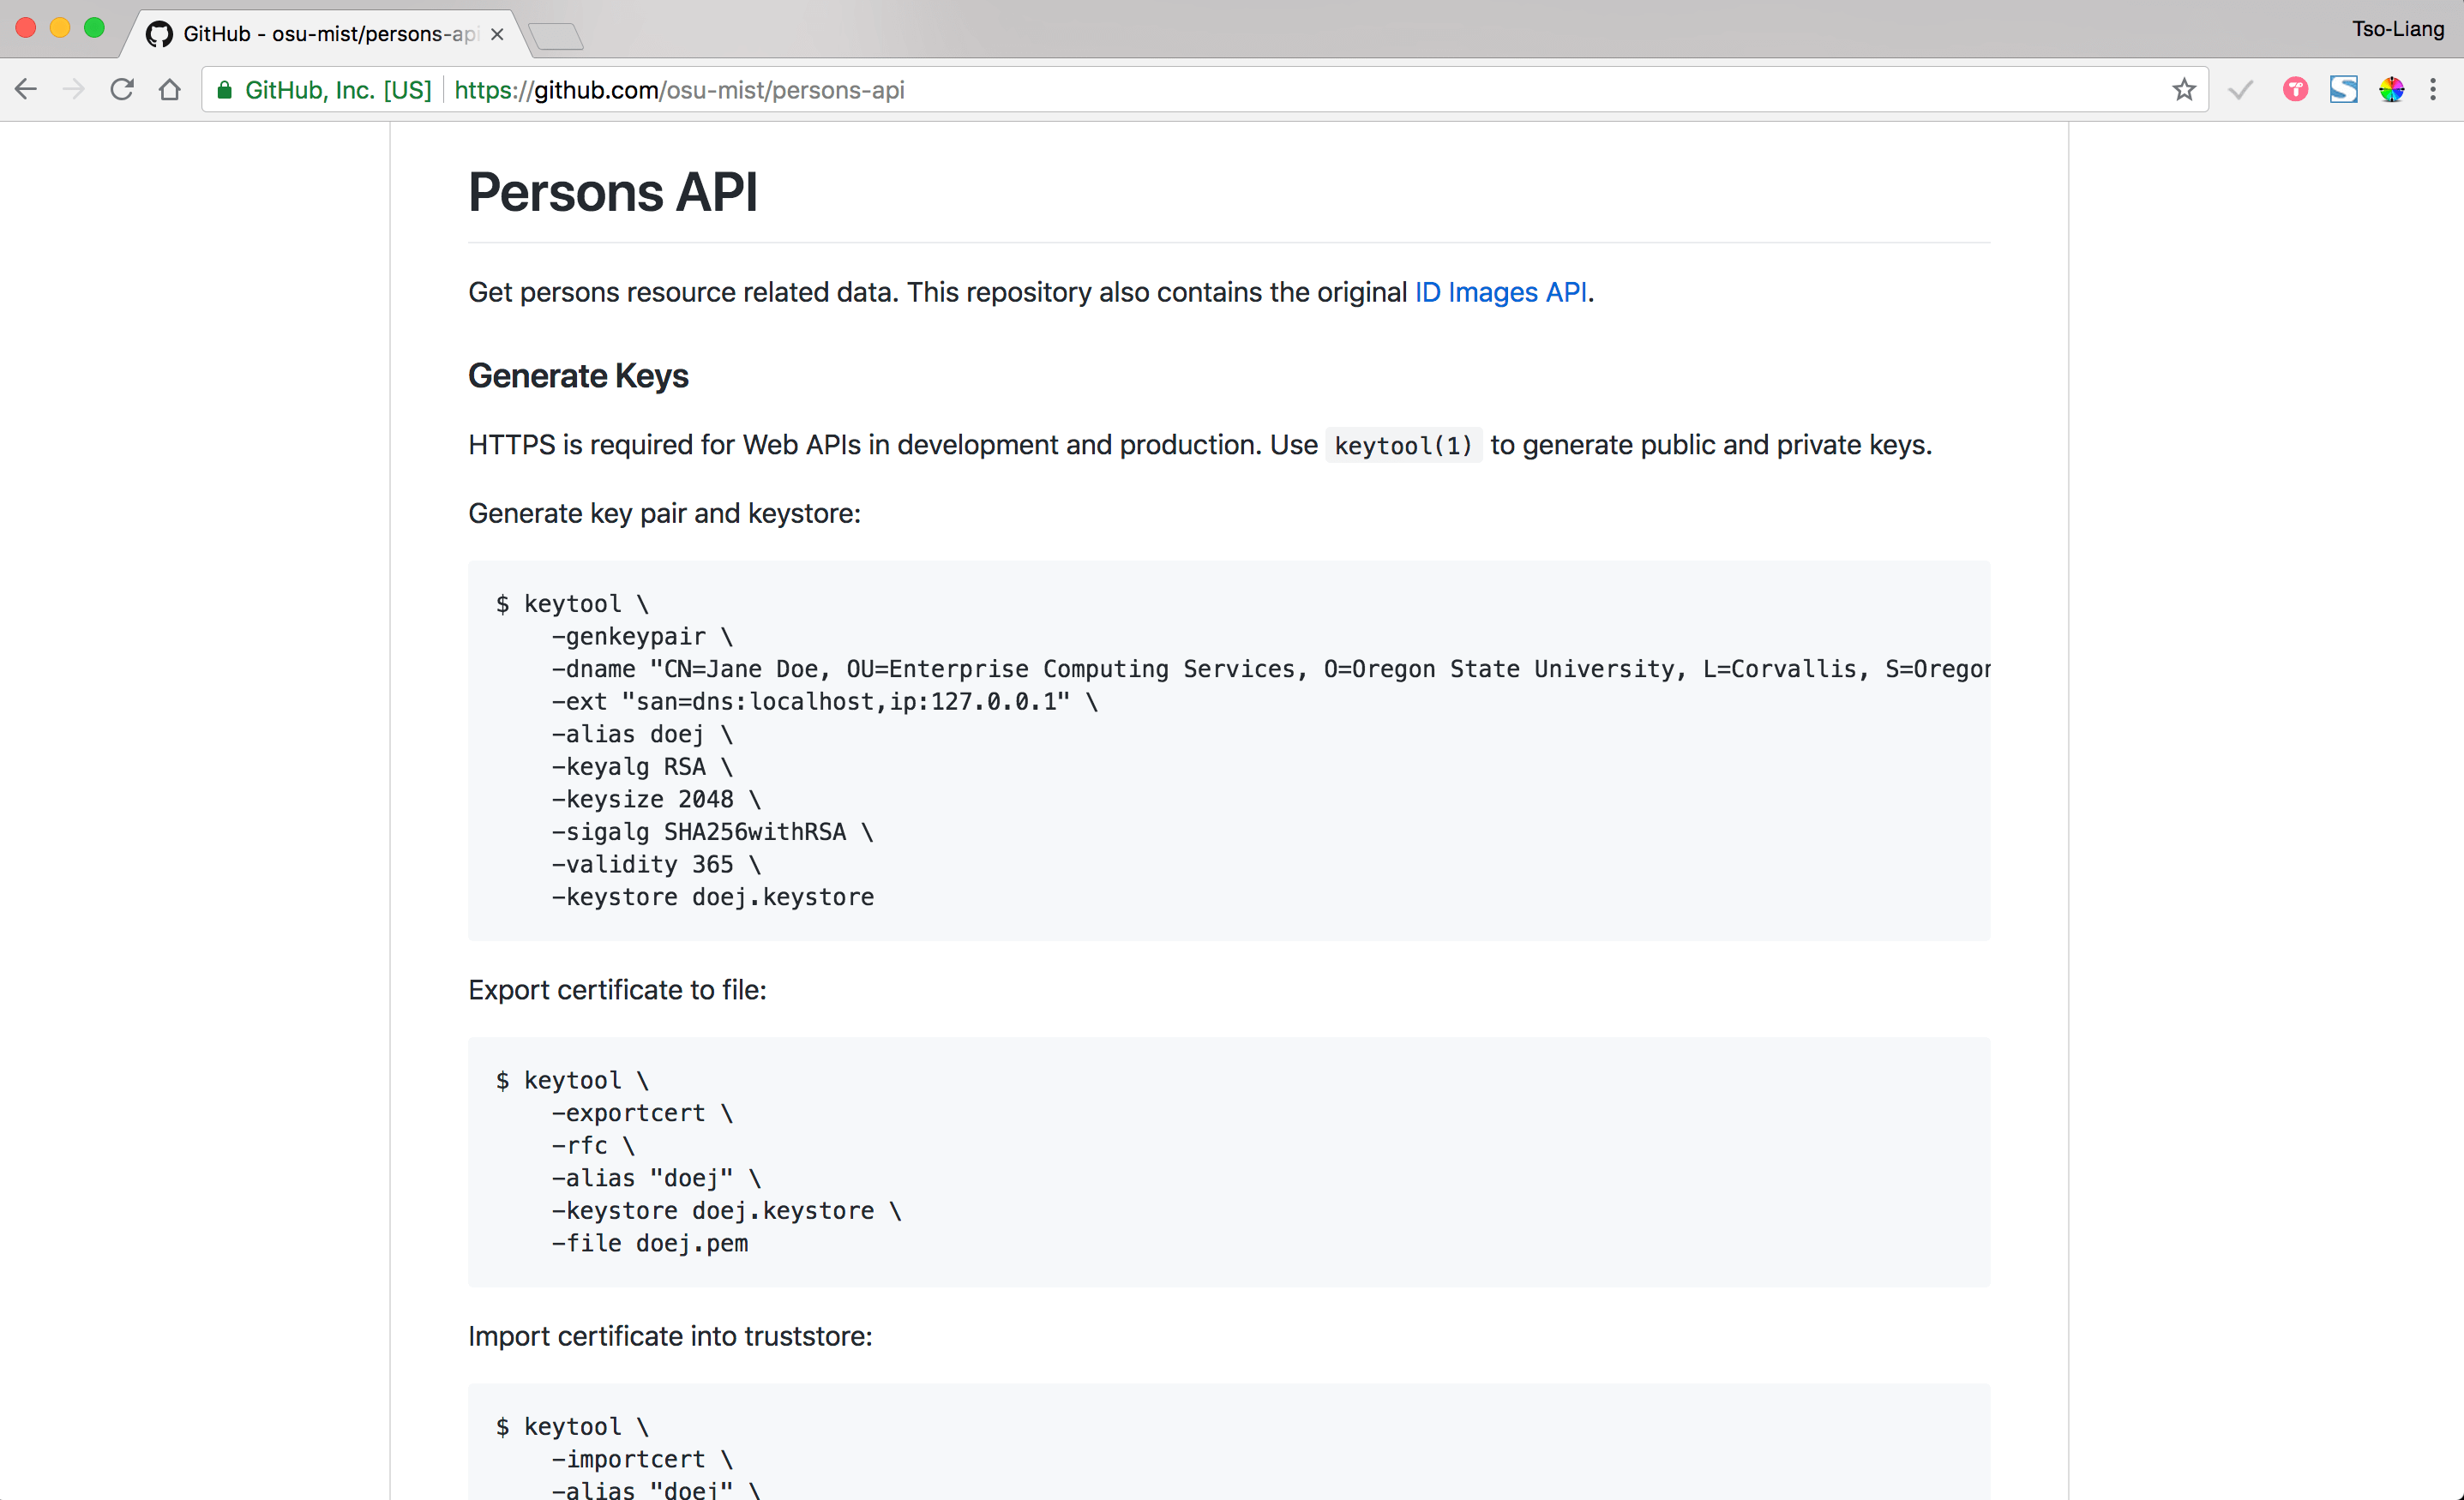 GitHub - osu-mist/persons-api
Tso-Liang
GitHub, Inc. [US] https://github.com/osu-mist/persons-api
Persons API
Get persons resource related data. This repository also contains the original ID Images API.
Generate Keys
HTTPS is required for Web APIs in development and production. Use keytool(1) to generate public and private keys.
Generate key pair and keystore:
$ keytool \
    -genkeypair \
    -dname "CN=Jane Doe, OU=Enterprise Computing Services, O=Oregon State University, L=Corvallis, S=Oregon
    -ext "san=dns:localhost,ip:127.0.0.1" \
    -alias doej \
    -keyalg RSA \
    -keysize 2048 \
    -sigalg SHA256withRSA \
    -validity 365 \
    -keystore doej.keystore
Export certificate to file:
$ keytool \
    -exportcert \
    -rfc \
    -alias "doej" \
    -keystore doej.keystore \
    -file doej.pem
Import certificate into truststore:
$ keytool \
    -importcert \
    -alias "doej" \